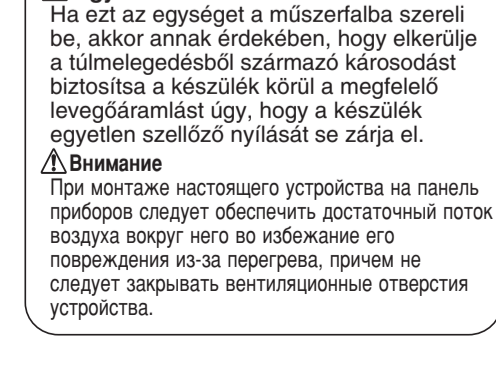 Ha ezt az egységet a műszerfalba szereli
be, akkor annak érdekében, hogy elkerülje
a túlmelegedésből származó károsodást
biztosítsa a készülék körül a megfelelő
levegőáramlást úgy, hogy a készülék
egyetlen szellőző nyílását se zárja el.
Внимание
При монтаже настоящего устройства на панель
приборов следует обеспечить достаточный поток
воздуха вокруг него во избежание его
повреждения из-за перегрева, причем не
следует закрывать вентиляционные отверстия
устройства.